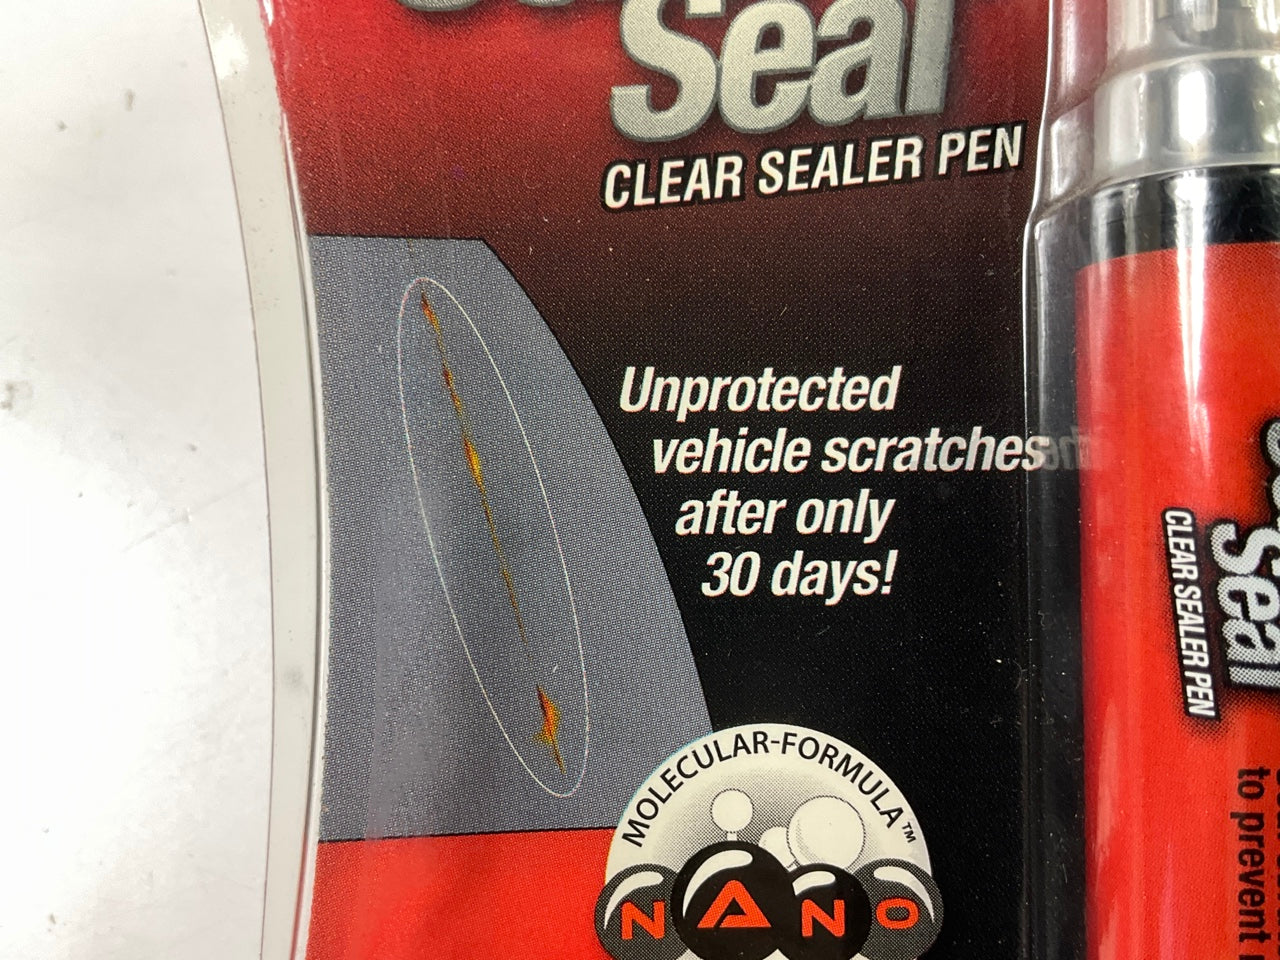 Seal
CLEAR SEALER PEN
Unprotected
vehicle scratches
after only
30 days!
MOLECULAR-FORMULA™
NANO
Seal
CLEAR SEALER PEN
to prevent